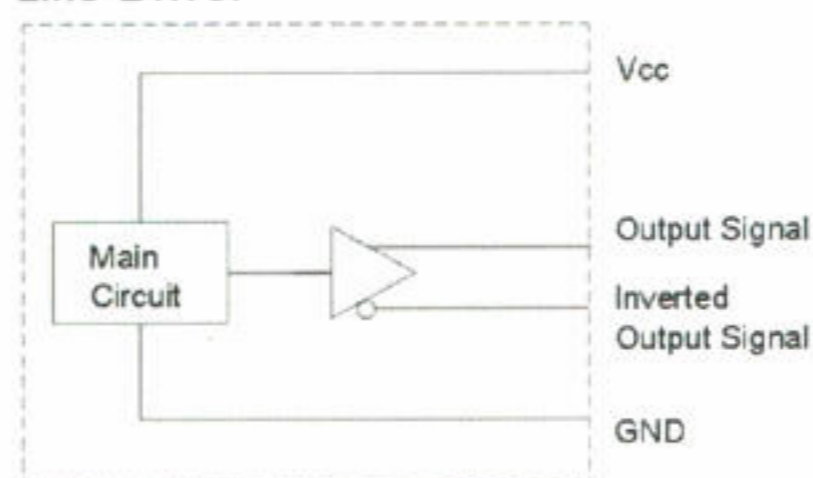 Vcc
Main
Circuit
Output Signal
Inverted
Output Signal
GND